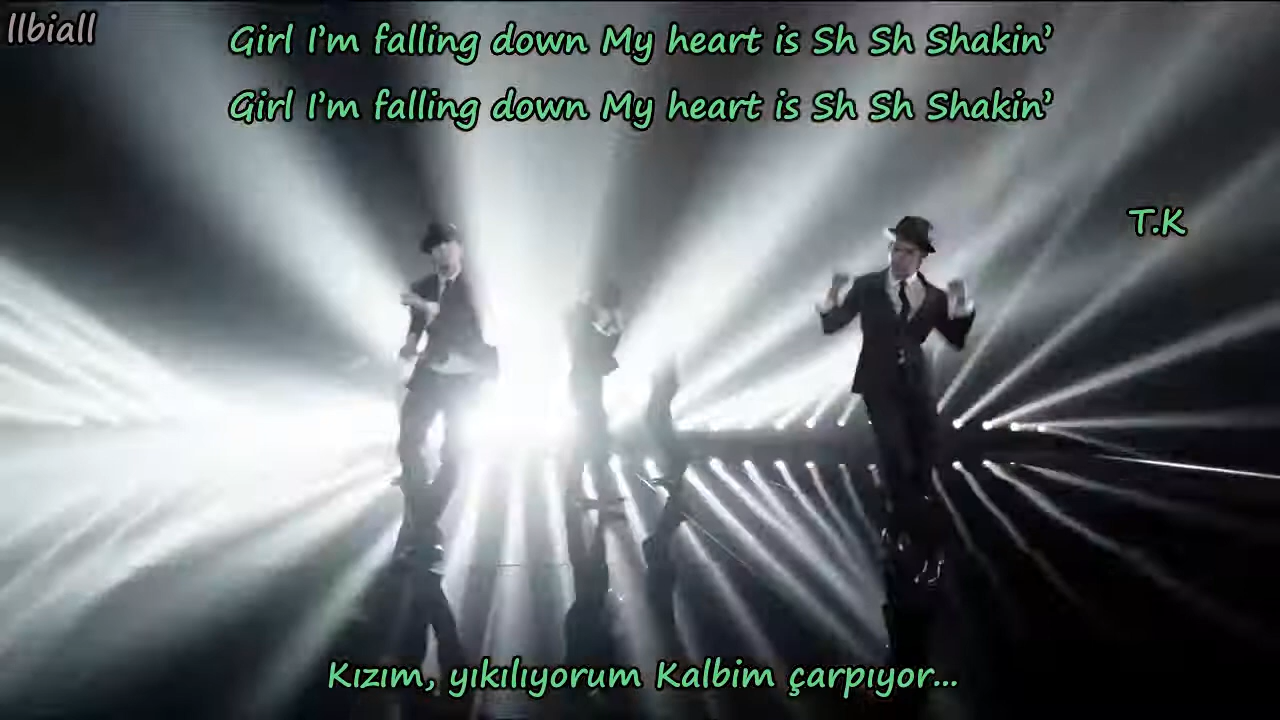 llbiall
Girl I'm falling down My heart is Sh Sh Shakin'
Girl I'm falling down My heart is Sh Sh Shakin'
T.K
Kızım, yıkılıyorum Kalbim çarpıyor...